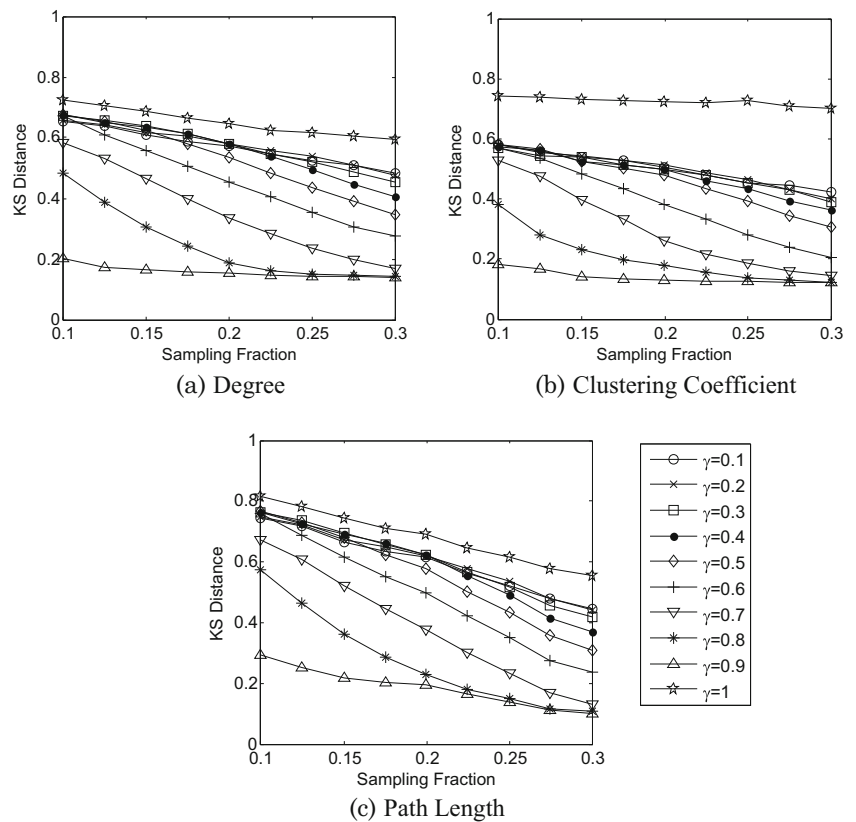 1
0.8
0.6
0.4
0.2
0
KS Distance
0.1 0.15 0.2 0.25 0.3
Sampling Fraction
(a) Degree
1
0.8
0.6
0.4
0.2
0
KS Distance
0.1 0.15 0.2 0.25 0.3
Sampling Fraction
(b) Clustering Coefficient
1
0.8
0.6
0.4
0.2
0
KS Distance
0.1 0.15 0.2 0.25 0.3
Sampling Fraction
(c) Path Length
γ=0.1
γ=0.2
γ=0.3
γ=0.4
γ=0.5
γ=0.6
γ=0.7
γ=0.8
γ=0.9
γ=1